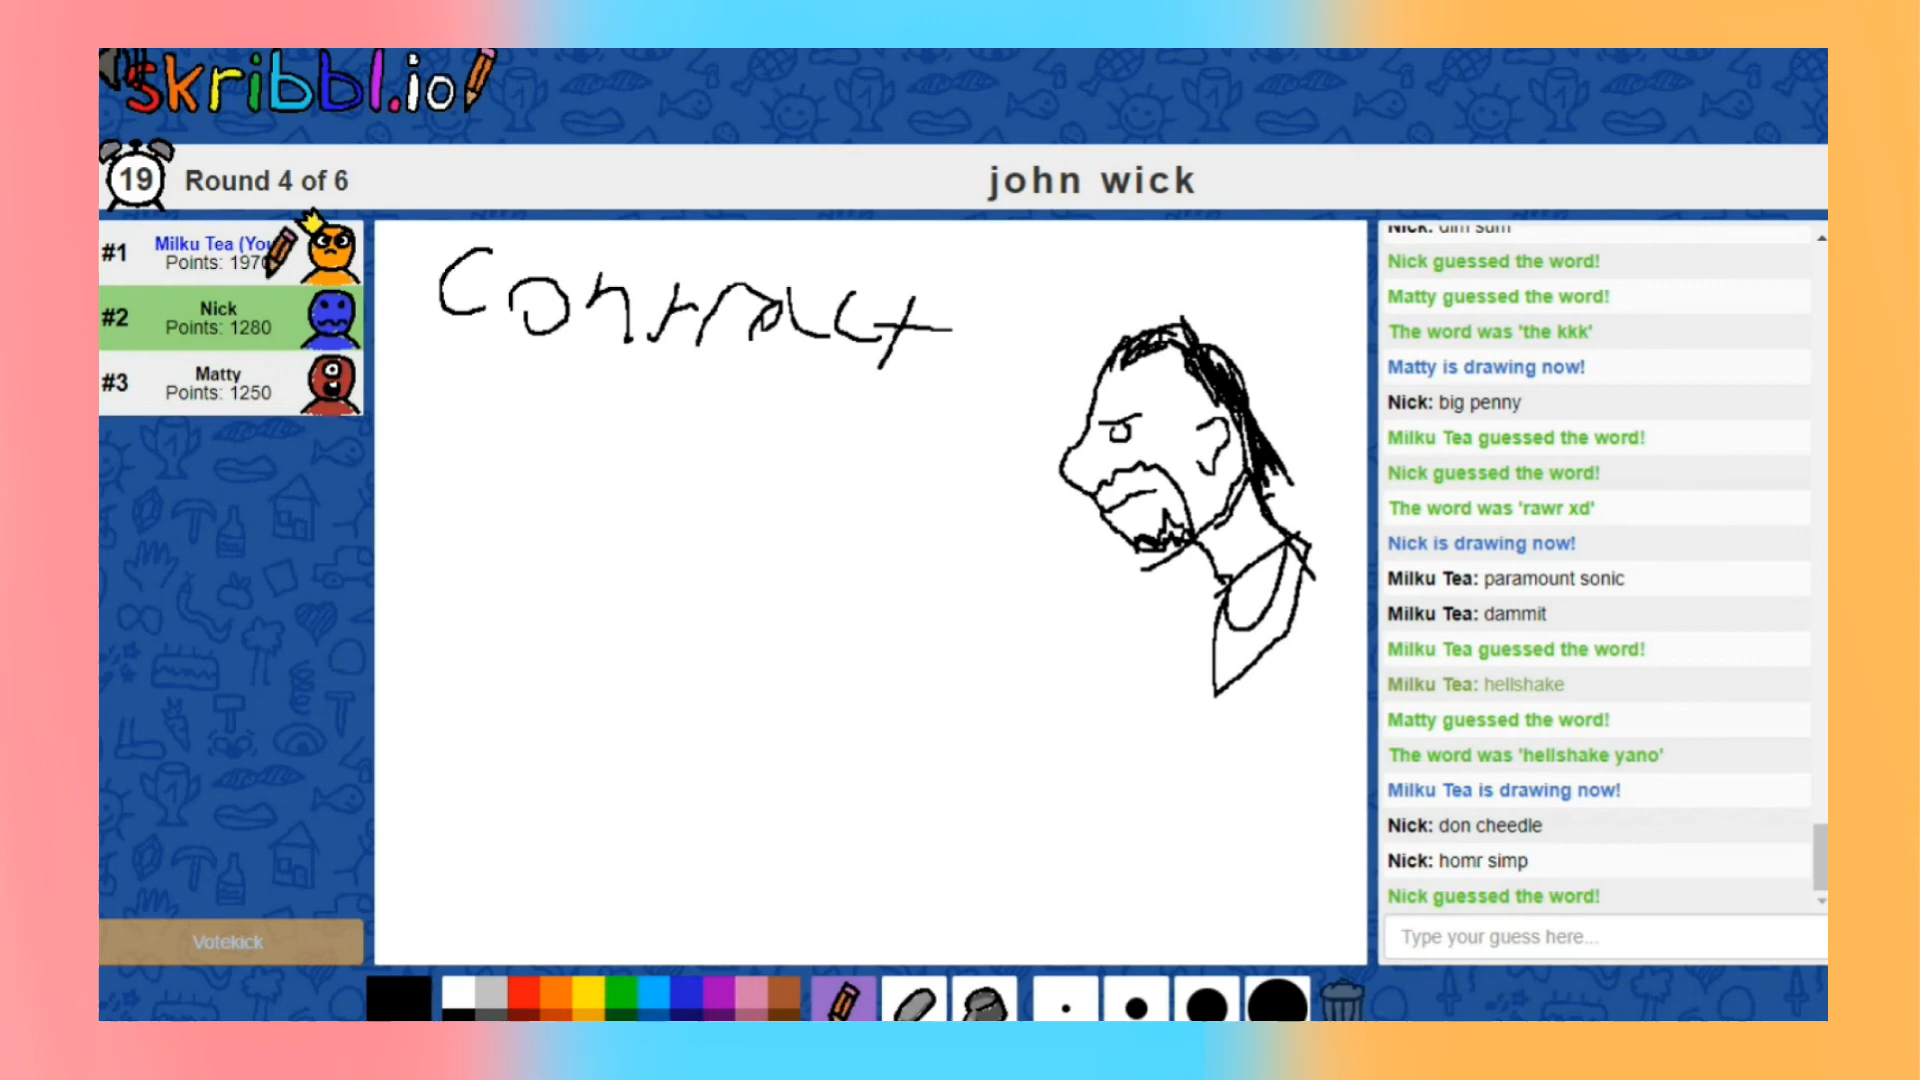 skribbl.io
19
Round 4 of 6
john wick
#1
Milku Tea (You
Points: 1970
#2
Nick
Points: 1280
#3
Matty
Points: 1250
Votekick
Contract
Nick: dim sum
Nick guessed the word!
Matty guessed the word!
The word was 'the kkk'
Matty is drawing now!
Nick: big penny
Milku Tea guessed the word!
Nick guessed the word!
The word was 'rawr xd'
Nick is drawing now!
Milku Tea: paramount sonic
Milku Tea: dammit
Milku Tea guessed the word!
Milku Tea: hellshake
Matty guessed the word!
The word was 'hellshake yano'
Milku Tea is drawing now!
Nick: don cheedle
Nick: homr simp
Nick guessed the word!
Type your guess here...